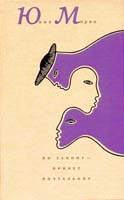 Юнна Мориц
ПО ЗАКОНУ —
ПРИВЕТ
ПОЧТАЛЬОНУ